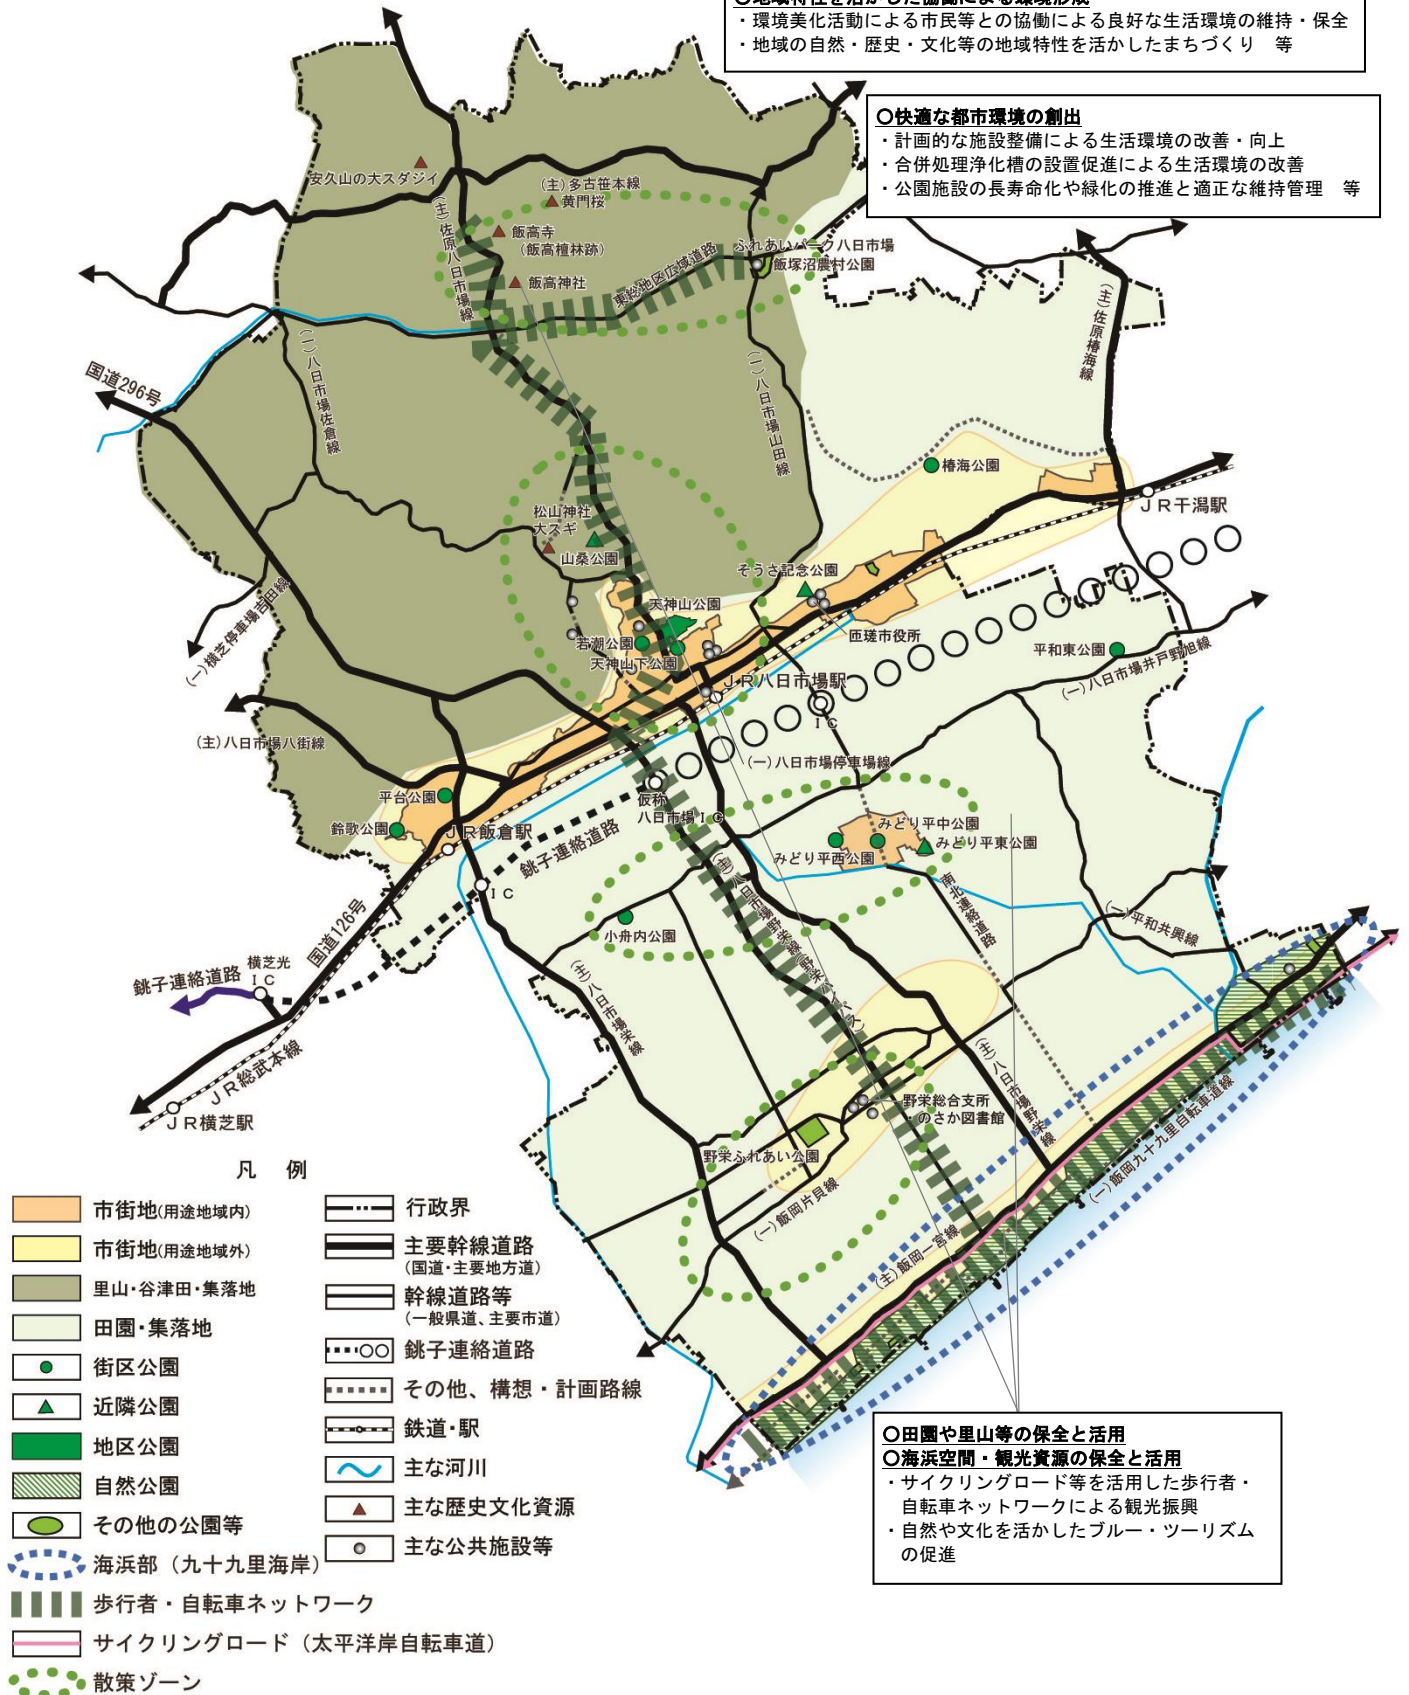 ○地域特性を活かした協働による環境形成
・環境美化活動による市民等との協働による良好な生活環境の維持・保全
・地域の自然・歴史・文化等の地域特性を活かしたまちづくり　等
○快適な都市環境の創出
・計画的な施設整備による生活環境の改善・向上
・合併処理浄化槽の設置促進による生活環境の改善
・公園施設の長寿命化や緑化の推進と適正な維持管理　等
安久山の大スダジイ
(主)多古笹本線
黄門桜
(主)佐原八日市場線
飯高寺
(飯高檀林跡)
ふれあいパーク八日市場
飯塚沼農村公園
飯高神社
東総地区広域道路
(主)佐原椿海線
国道296号
(一)八日市場佐倉線
(一)八日市場山田線
椿海公園
JR干潟駅
松山神社
大スギ
山桑公園
そうさ記念公園
(一)横芝停車場吉田線
天神山公園
匝瑳市役所
若潮公園
天神山下公園
平和東公園
JR八日市場駅
(一)八日市場井戸野旭線
IC
(主)八日市場八街線
(一)八日市場停車場線
平台公園
仮称
八日市場IC
鈴歌公園
JR飯倉駅
銚子連絡道路
みどり平中公園
みどり平東公園
みどり平西公園
IC
(主)八日市場野栄線(野栄バイパス)
南北連絡道路
国道126号
小舟内公園
(一)平和共興線
銚子連絡道路
横芝光
IC
(主)八日市場栄線
JR総武本線
JR横芝駅
(主)八日市場野栄線
野栄総合支所
・のさか図書館
野栄ふれあい公園
(一)飯岡九十九里自転車道線
(一)飯岡片貝線
(主)飯岡一宮線
凡　例
市街地(用途地域内)
市街地(用途地域外)
里山・谷津田・集落地
田園・集落地
街区公園
近隣公園
地区公園
自然公園
その他の公園等
海浜部（九十九里海岸）
歩行者・自転車ネットワーク
サイクリングロード（太平洋岸自転車道）
散策ゾーン
行政界
主要幹線道路
(国道・主要地方道)
幹線道路等
(一般県道、主要市道)
銚子連絡道路
その他、構想・計画路線
鉄道・駅
主な河川
主な歴史文化資源
主な公共施設等
○田園や里山等の保全と活用
○海浜空間・観光資源の保全と活用
・サイクリングロード等を活用した歩行者・
自転車ネットワークによる観光振興
・自然や文化を活かしたブルー・ツーリズム
の促進